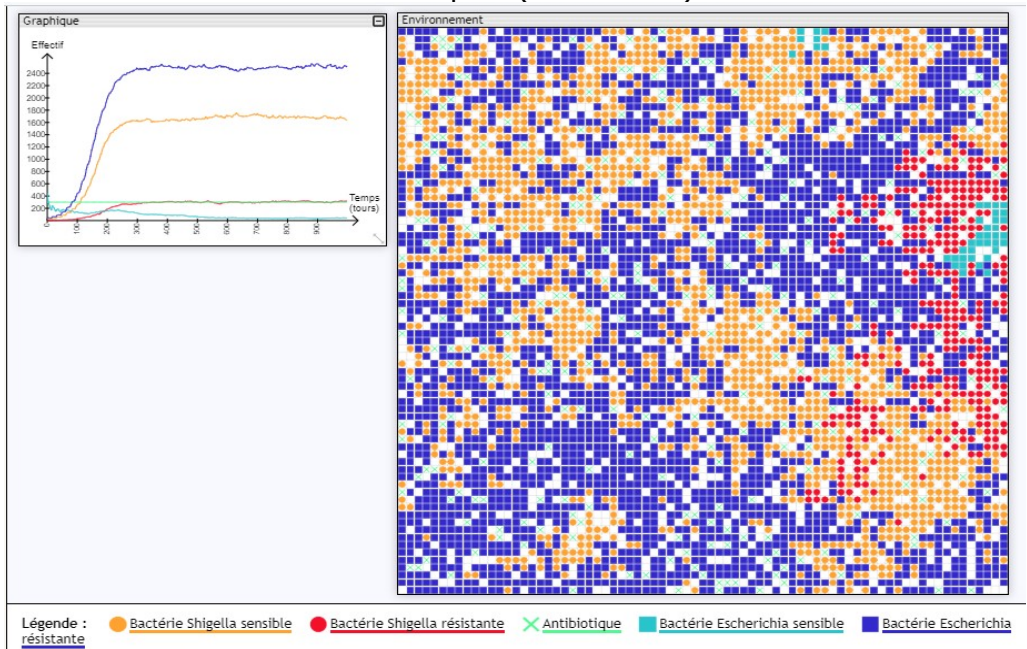 Graphique
Effectif
2400
2200
2000
1800
1600
1400
1200
1000
800
600
400
200
Temps
(tours)
0 100 200 300 400 500 600 700 800 900
Environnement
Légende : Bactérie Shigella sensible Bactérie Shigella résistante Antibiotique Bactérie Escherichia sensible Bactérie Escherichia
résistante